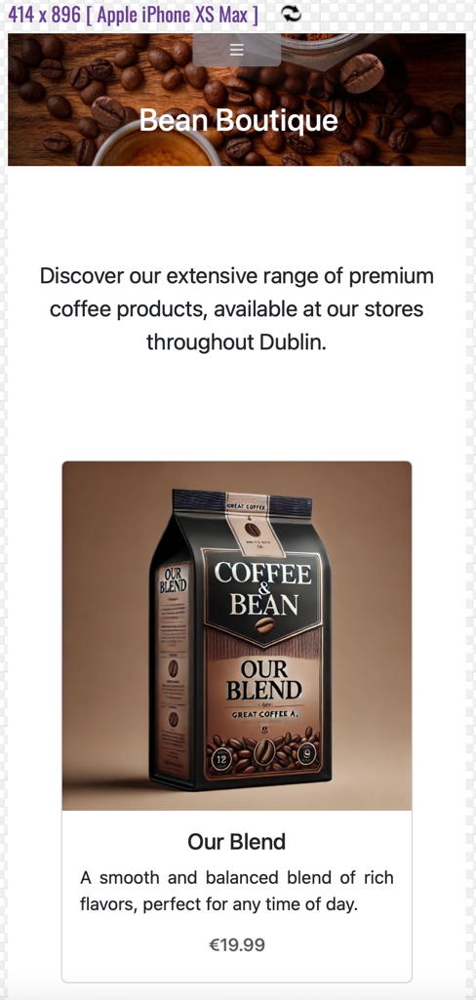 414 x 896 [ Apple iPhone XS Max ]
Bean Boutique
Discover our extensive range of premium
coffee products, available at our stores
throughout Dublin.
GREAT COFFEE
OUR
BLEND
COFFEE
&
BEAN
OUR
BLEND
GREAT COFFEE A.
12
9
Our Blend
A smooth and balanced blend of rich
flavors, perfect for any time of day.
€19.99